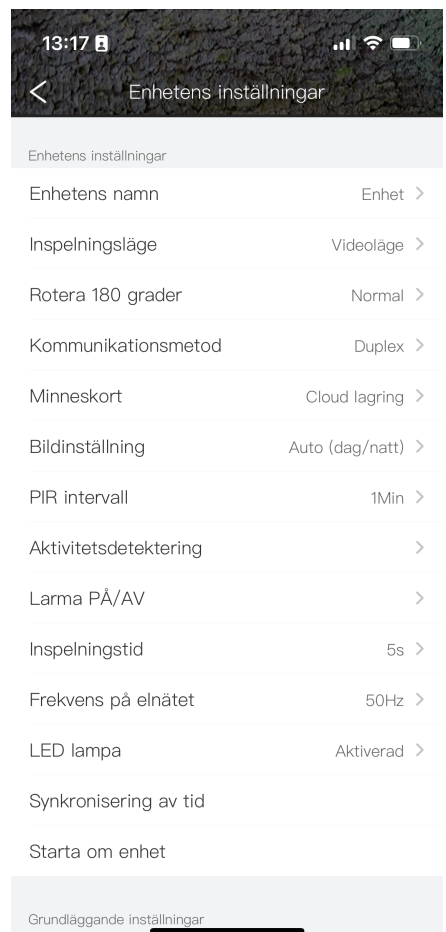 13:17
Enhetens inställningar
Enhetens inställningar
Enhetens namn Enhet
Inspelningsläge Videoläge
Rotera 180 grader Normal
Kommunikationsmetod Duplex
Minneskort Cloud lagring
Bildinställning Auto (dag/natt)
PIR intervall 1Min
Aktivitetsdetektering
Larma PÅ/AV
Inspelningstid 5s
Frekvens på elnätet 50Hz
LED lampa Aktiverad
Synkronisering av tid
Starta om enhet
Grundläggande inställningar